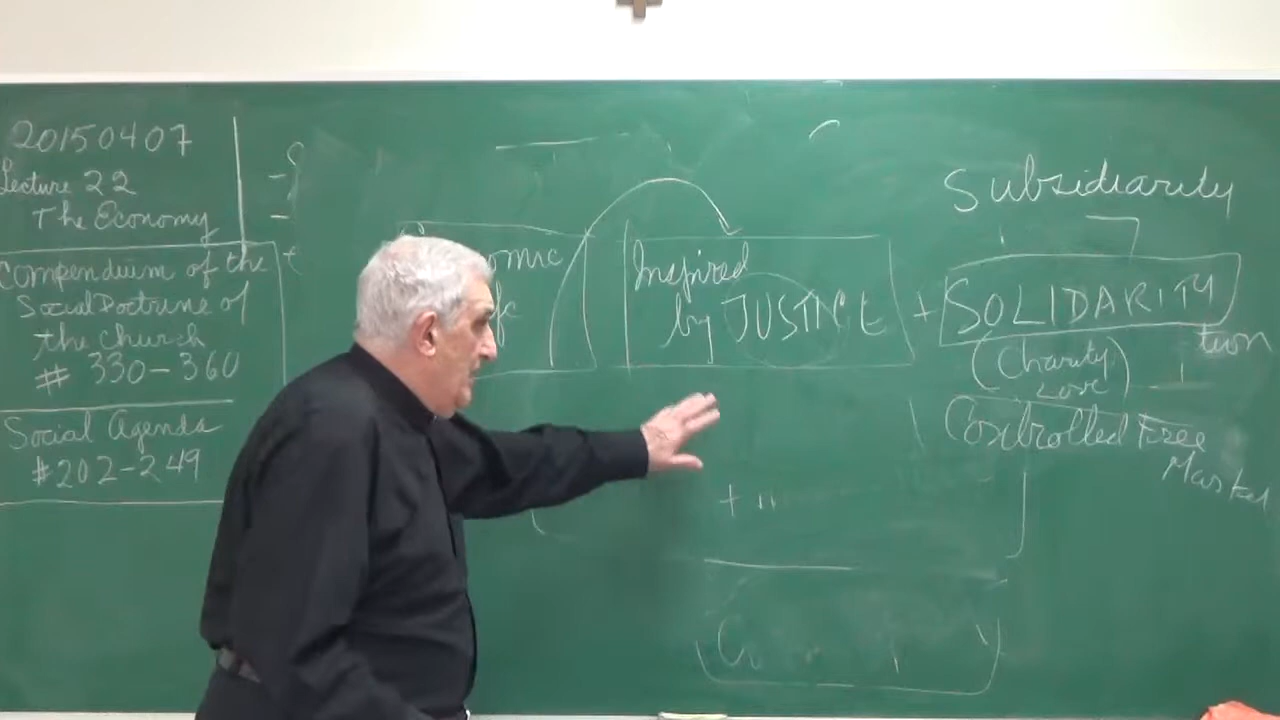 20150407
Lecture 22
The Economy
Compendium of the
Social Doctrine of
the Church
# 330-360
Social Agenda
#202-249
Inspired
by JUSTICE
+
Subsidiarity
SOLIDARITY
(Charity
Love)
Controlled Free
Market